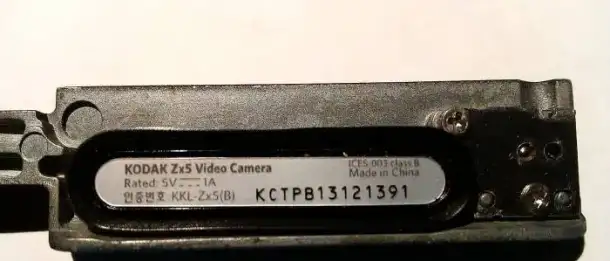 KODAK Zx5 Video Camera
ICES-003 class B
Rated: 5V⎓1A
Made in China
인증번호 KKL-Zx5(B)
KCTPB13121391